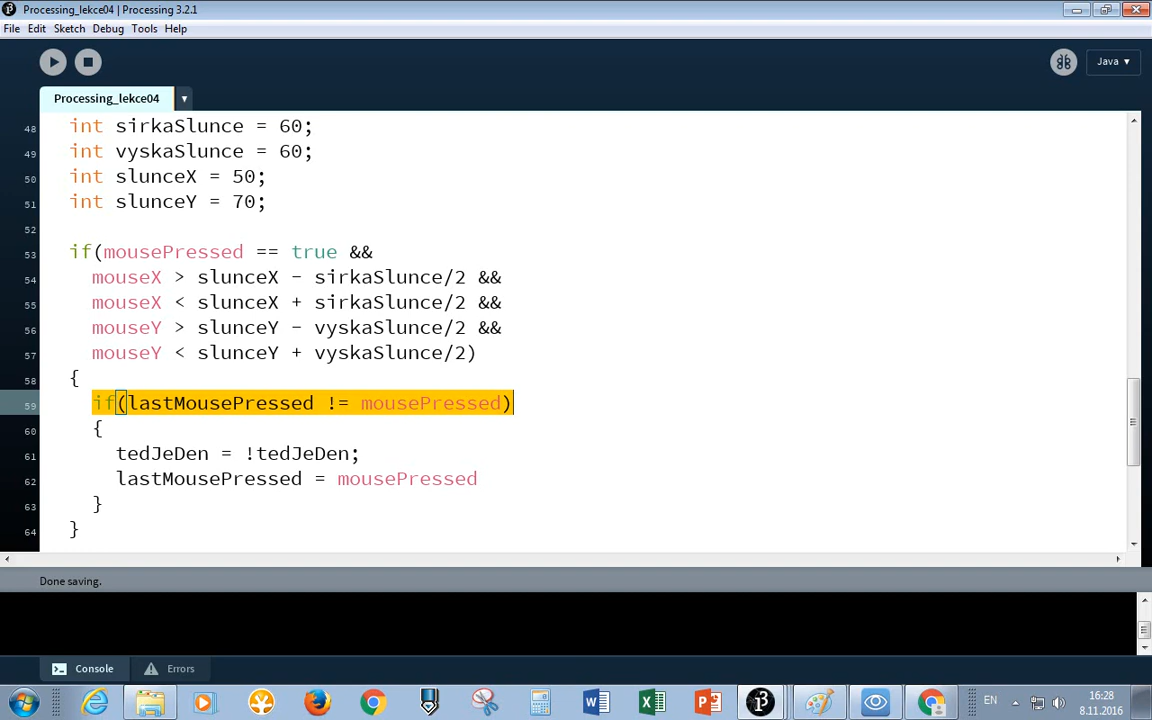 Processing_lekce04 | Processing 3.2.1
File Edit Sketch Debug Tools Help
Java ▾
Processing_lekce04 ▾
48 int sirkaSlunce = 60;
49 int vyskaSlunce = 60;
50 int slunceX = 50;
51 int slunceY = 70;
52
53 if(mousePressed == true &&
54 mouseX > slunceX - sirkaSlunce/2 &&
55 mouseX < slunceX + sirkaSlunce/2 &&
56 mouseY > slunceY - vyskaSlunce/2 &&
57 mouseY < slunceY + vyskaSlunce/2)
58 {
59 if(lastMousePressed != mousePressed)
60 {
61 tedJeDen = !tedJeDen;
62 lastMousePressed = mousePressed
63 }
64 }
Done saving.
Console Errors
EN 16:28
8.11.2016